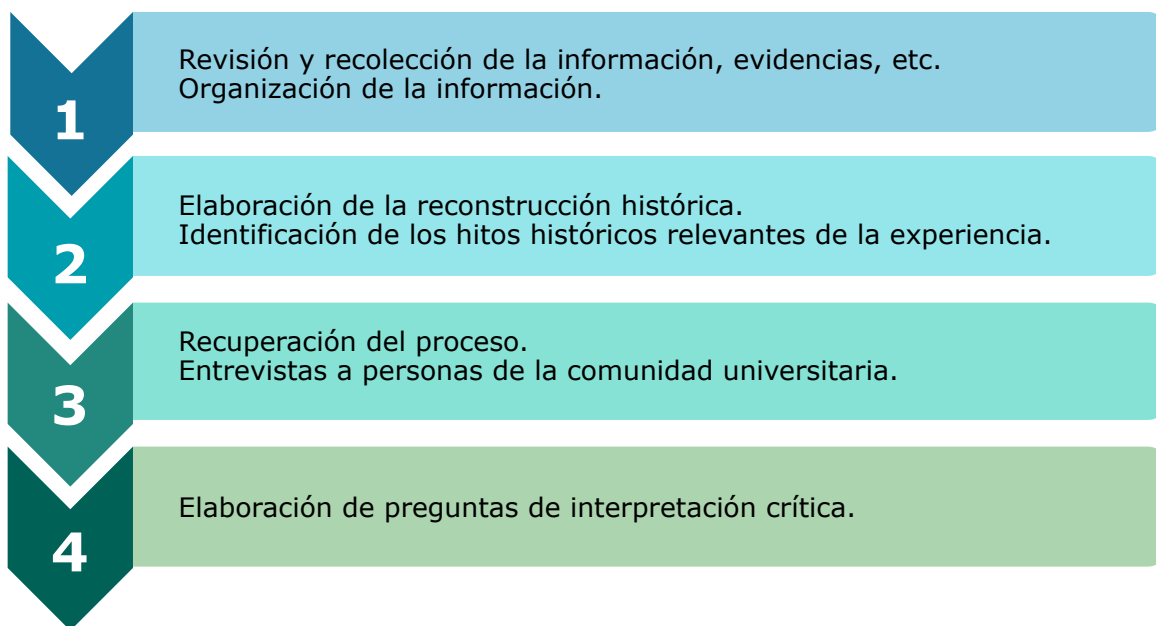 1
Revisión y recolección de la información, evidencias, etc.
Organización de la información.
2
Elaboración de la reconstrucción histórica.
Identificación de los hitos históricos relevantes de la experiencia.
3
Recuperación del proceso.
Entrevistas a personas de la comunidad universitaria.
4
Elaboración de preguntas de interpretación crítica.